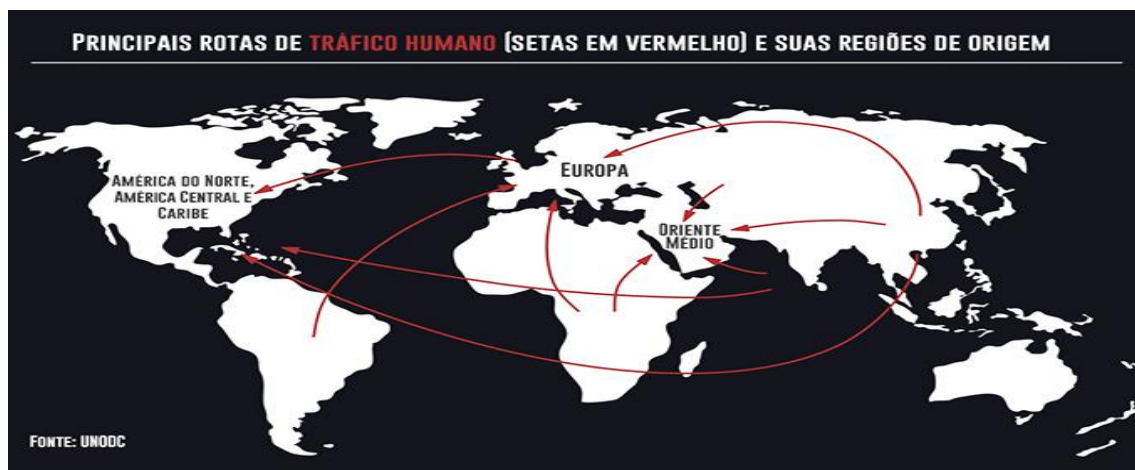 PRINCIPAIS ROTAS DE TRÁFICO HUMANO (SETAS EM VERMELHO) E SUAS REGIÕES DE ORIGEM
EUROPA
AMÉRICA DO NORTE,
AMÉRICA CENTRAL E
CARIBE
ORIENTE
MÉDIO
FONTE: UNODC